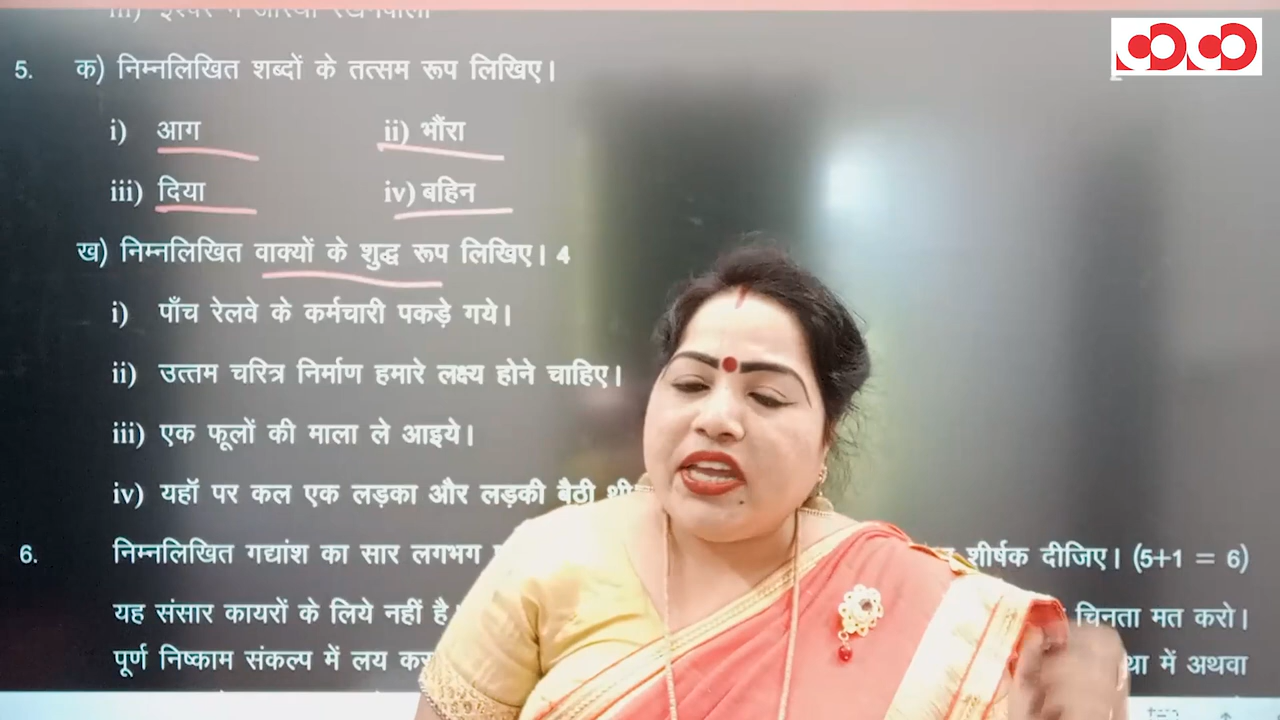 5. क) निम्नलिखित शब्दों के तत्सम रूप लिखिए।
i) आग ii) भौंरा
iii) दिया iv) बहिन
ख) निम्नलिखित वाक्यों के शुद्ध रूप लिखिए। 4
i) पाँच रेलवे के कर्मचारी पकड़े गये।
ii) उत्तम चरित्र निर्माण हमारे लक्ष्य होने चाहिए।
iii) एक फूलों की माला ले आइये।
iv) यहॉ पर कल एक लड़का और लड़की बैठी थी
6. निम्नलिखित गद्यांश का सार लगभग शीर्षक दीजिए। (5+1 = 6)
यह संसार कायरों के लिये नहीं है। चिनता मत करो।
पूर्ण निष्काम संकल्प में लय में अथवा